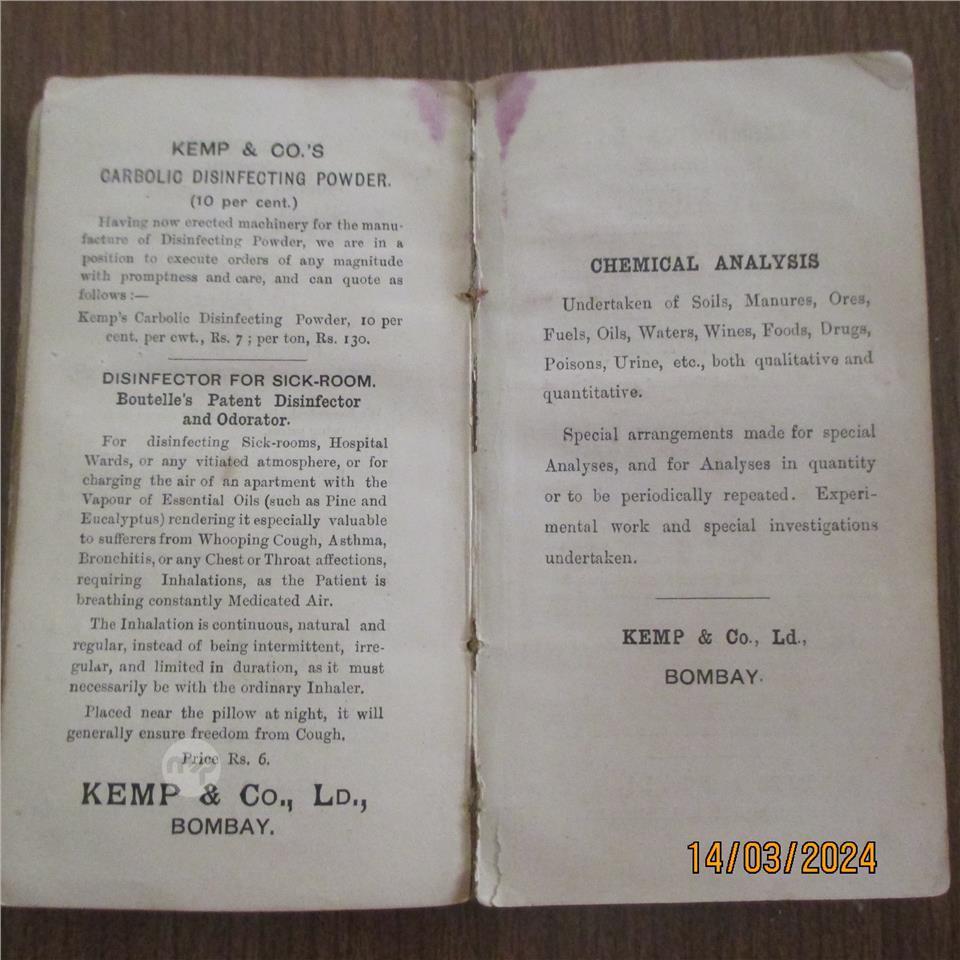 KEMP & CO.'S
CARBOLIC DISINFECTING POWDER.
(10 per cent.)
Having now erected machinery for the manu-
facture of Disinfecting Powder, we are in a
position to execute orders of any magnitude
with promptness and care, and can quote as
follows :—
Kemp's Carbolic Disinfecting Powder, 10 per
cent. per cwt., Rs. 7 ; per ton, Rs. 130.
DISINFECTOR FOR SICK-ROOM.
Boutelle's Patent Disinfector
and Odorator.
For disinfecting Sick-rooms, Hospital
Wards, or any vitiated atmosphere, or for
charging the air of an apartment with the
Vapour of Essential Oils (such as Pine and
Eucalyptus) rendering it especially valuable
to sufferers from Whooping Cough, Asthma,
Bronchitis, or any Chest or Throat affections,
requiring Inhalations, as the Patient is
breathing constantly Medicated Air.
The Inhalation is continuous, natural and
regular, instead of being intermittent, irre-
gular, and limited in duration, as it must
necessarily be with the ordinary Inhaler.
Placed near the pillow at night, it will
generally ensure freedom from Cough.
Price Rs. 6.
KEMP & Co., LD.,
BOMBAY.
CHEMICAL ANALYSIS
Undertaken of Soils, Manures, Ores,
Fuels, Oils, Waters, Wines, Foods, Drugs,
Poisons, Urine, etc., both qualitative and
quantitative.
Special arrangements made for special
Analyses, and for Analyses in quantity
or to be periodically repeated. Experi-
mental work and special investigations
undertaken.
KEMP & Co., Ld.,
BOMBAY.
14/03/2024